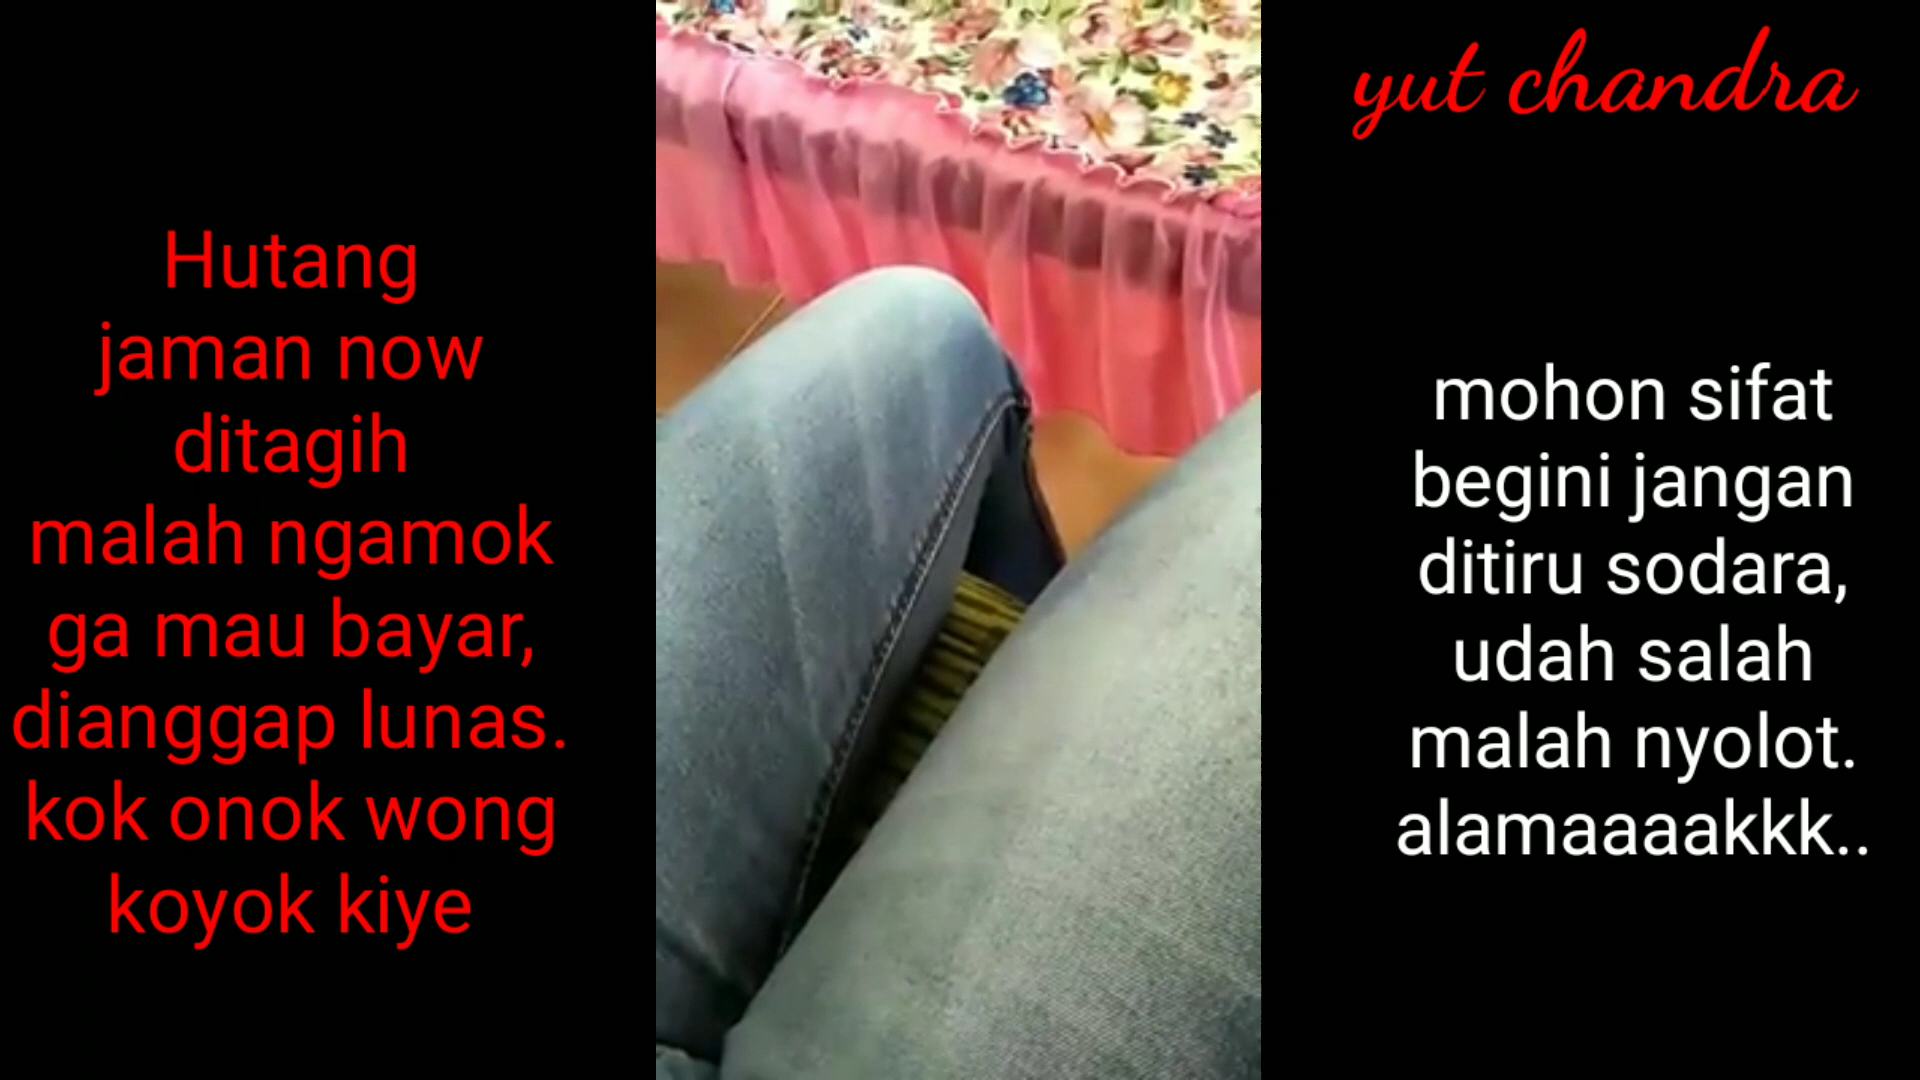 Hutang
jaman now
ditagih
malah ngamok
ga mau bayar,
dianggap lunas.
kok onok wong
koyok kiye
yut chandra
mohon sifat
begini jangan
ditiru sodara,
udah salah
malah nyolot.
alamaaaakkk..